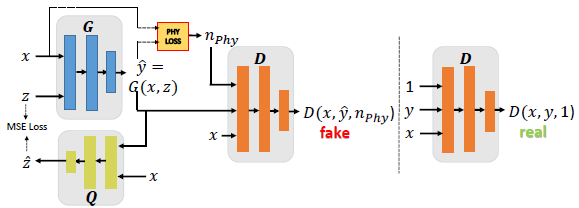 G
x
z
MSE Loss
ẑ
Q
x
ŷ =
G(x, z)
PHY
LOSS
n_Phy
D
x
D(x, ŷ, n_Phy)
fake
D
1
y
x
D(x, y, 1)
real